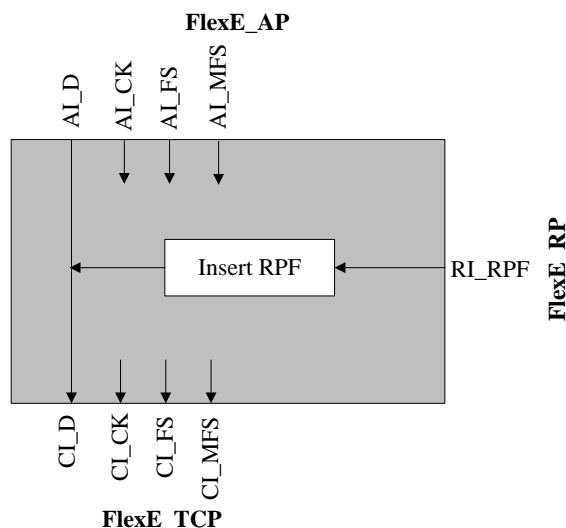 FlexE_AP
AI_D
AI_CK
AI_FS
AI_MFS
Insert RPF
RI_RPF
FlexE_RP
CI_D
CI_CK
CI_FS
CI_MFS
FlexE_TCP